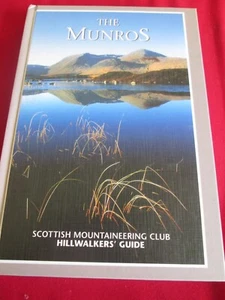 THE
MUNROS
SCOTTISH MOUNTAINEERING CLUB
HILLWALKERS' GUIDE